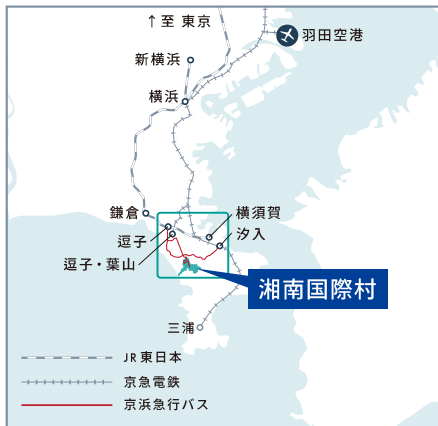 ↑至 東京
羽田空港
新横浜
横浜
鎌倉
横須賀
汐入
逗子
逗子・葉山
湘南国際村
三浦
JR東日本
京急電鉄
京浜急行バス